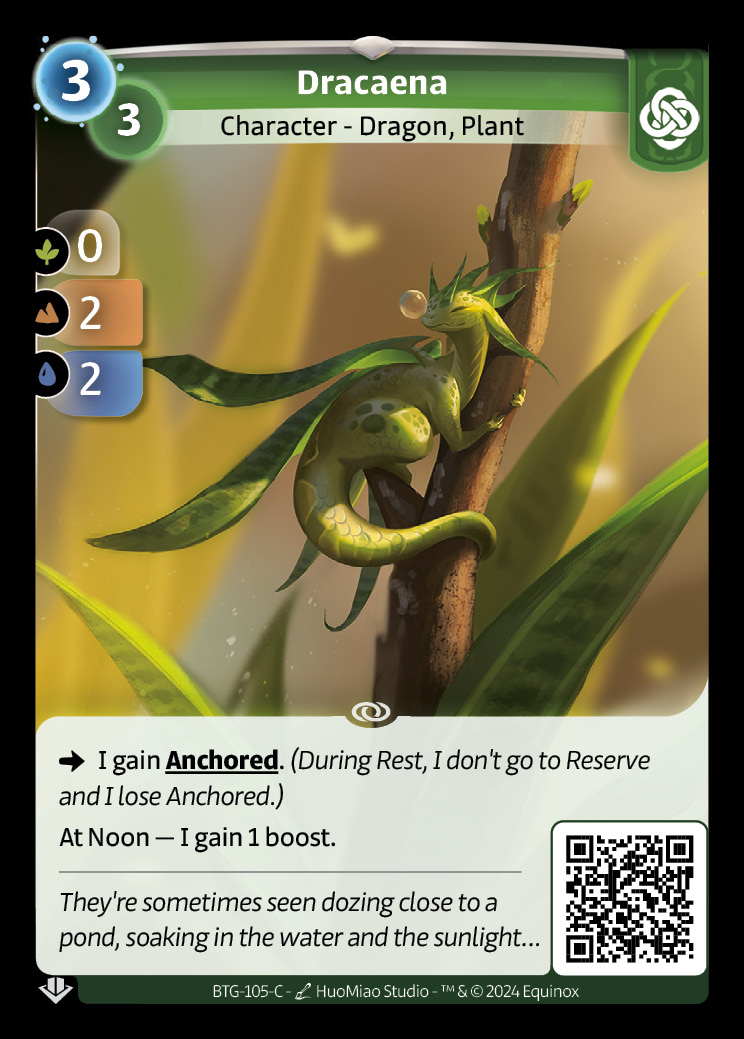 3
Dracaena
3
Character - Dragon, Plant
0
2
2
I gain Anchored. (During Rest, I don't go to Reserve
and I lose Anchored.)
At Noon — I gain 1 boost.
They're sometimes seen dozing close to a
pond, soaking in the water and the sunlight...
BTG-105-C - HuoMiao Studio - ™ & © 2024 Equinox